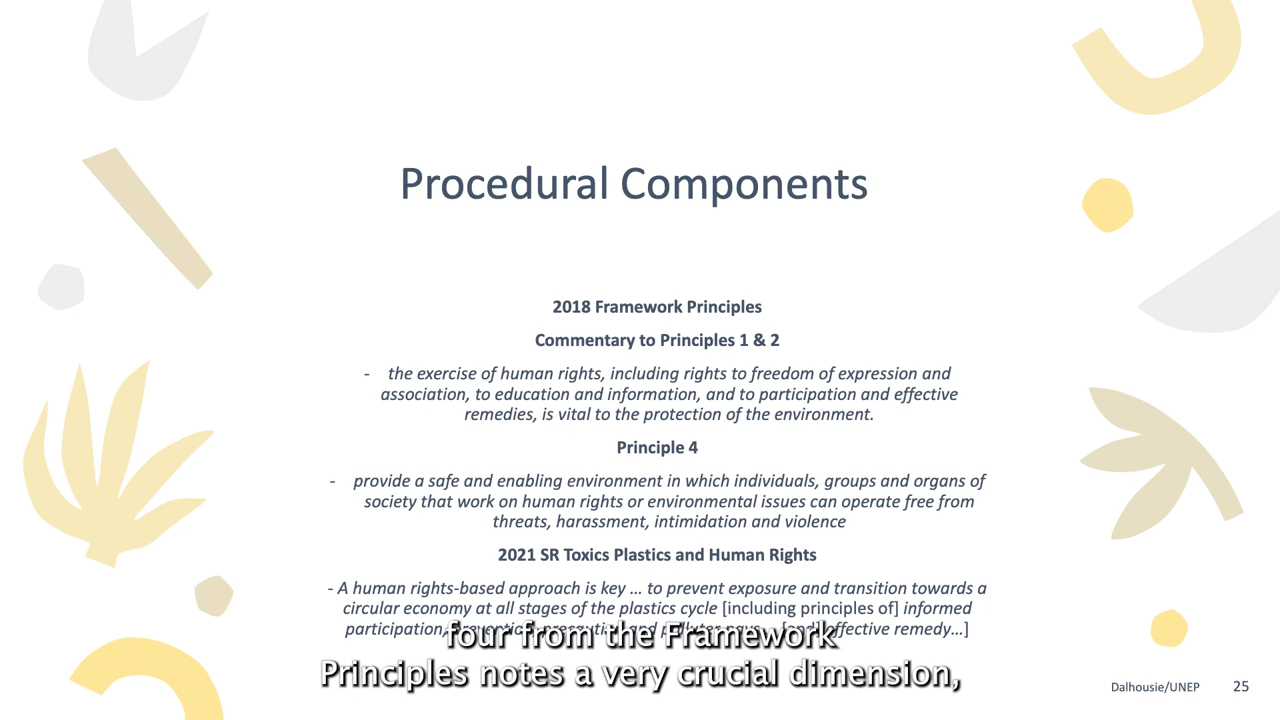 Procedural Components
2018 Framework Principles
Commentary to Principles 1 & 2
- the exercise of human rights, including rights to freedom of expression and
association, to education and information, and to participation and effective
remedies, is vital to the protection of the environment.
Principle 4
- provide a safe and enabling environment in which individuals, groups and organs of
society that work on human rights or environmental issues can operate free from
threats, harassment, intimidation and violence
2021 SR Toxics Plastics and Human Rights
- A human rights-based approach is key … to prevent exposure and transition towards a
circular economy at all stages of the plastics cycle [including principles of] informed
participation, effective remedy…]
four from the Framework
Principles notes a very crucial dimension,
Dalhousie/UNEP 25